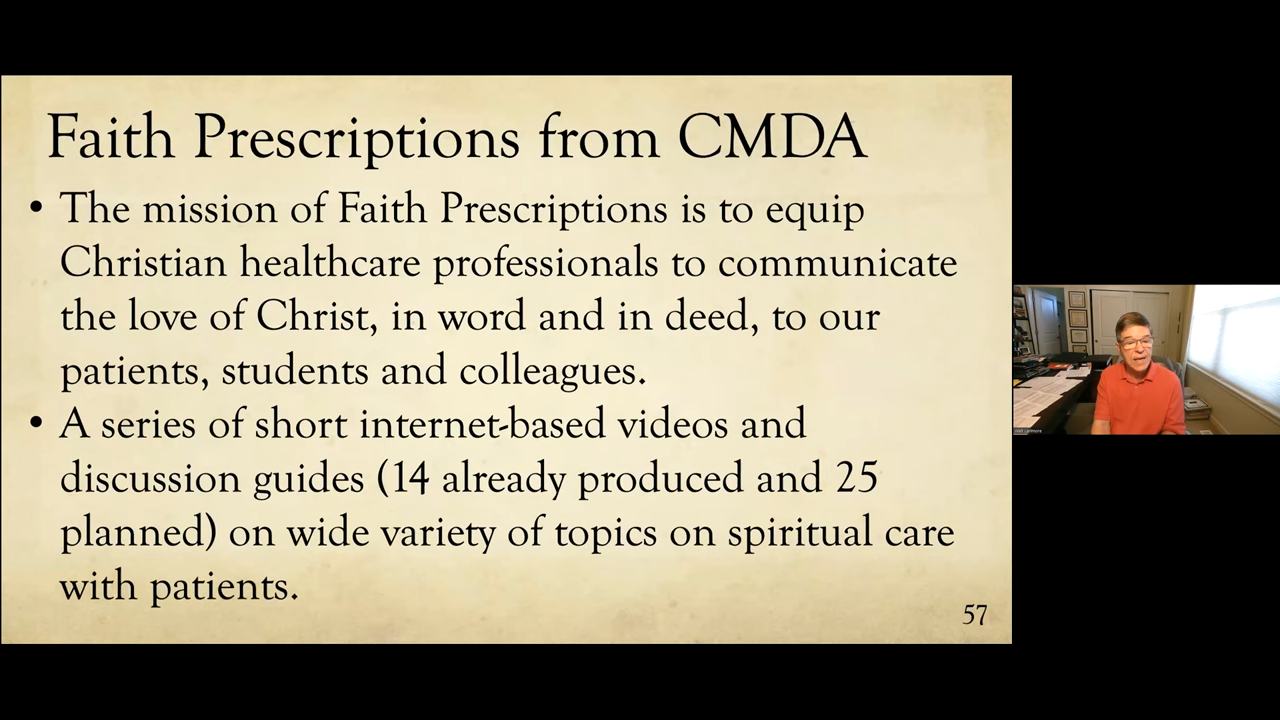 Faith Prescriptions from CMDA
• The mission of Faith Prescriptions is to equip
Christian healthcare professionals to communicate
the love of Christ, in word and in deed, to our
patients, students and colleagues.
• A series of short internet-based videos and
discussion guides (14 already produced and 25
planned) on wide variety of topics on spiritual care
with patients.
57